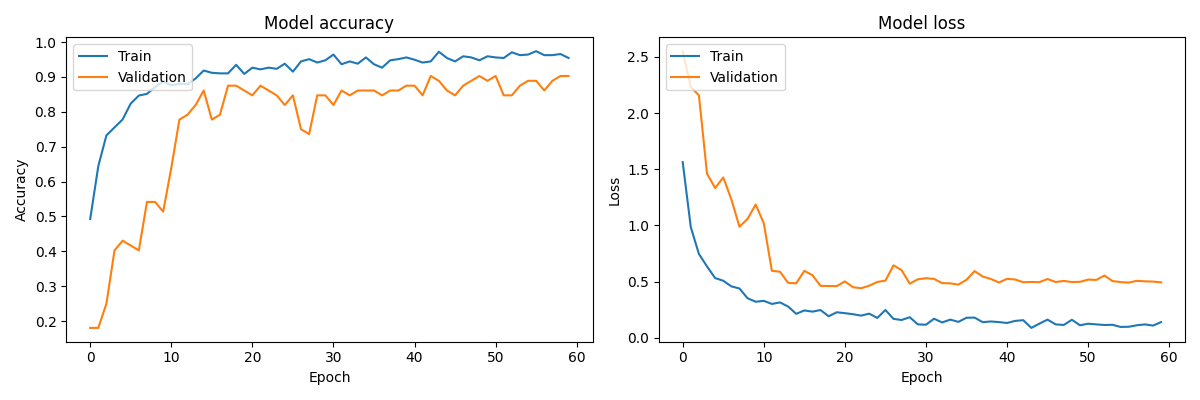 Model accuracy
Train
Validation
Accuracy
1.0
0.9
0.8
0.7
0.6
0.5
0.4
0.3
0.2
0 10 20 30 40 50 60
Epoch
Model loss
Train
Validation
Loss
2.5
2.0
1.5
1.0
0.5
0.0
0 10 20 30 40 50 60
Epoch